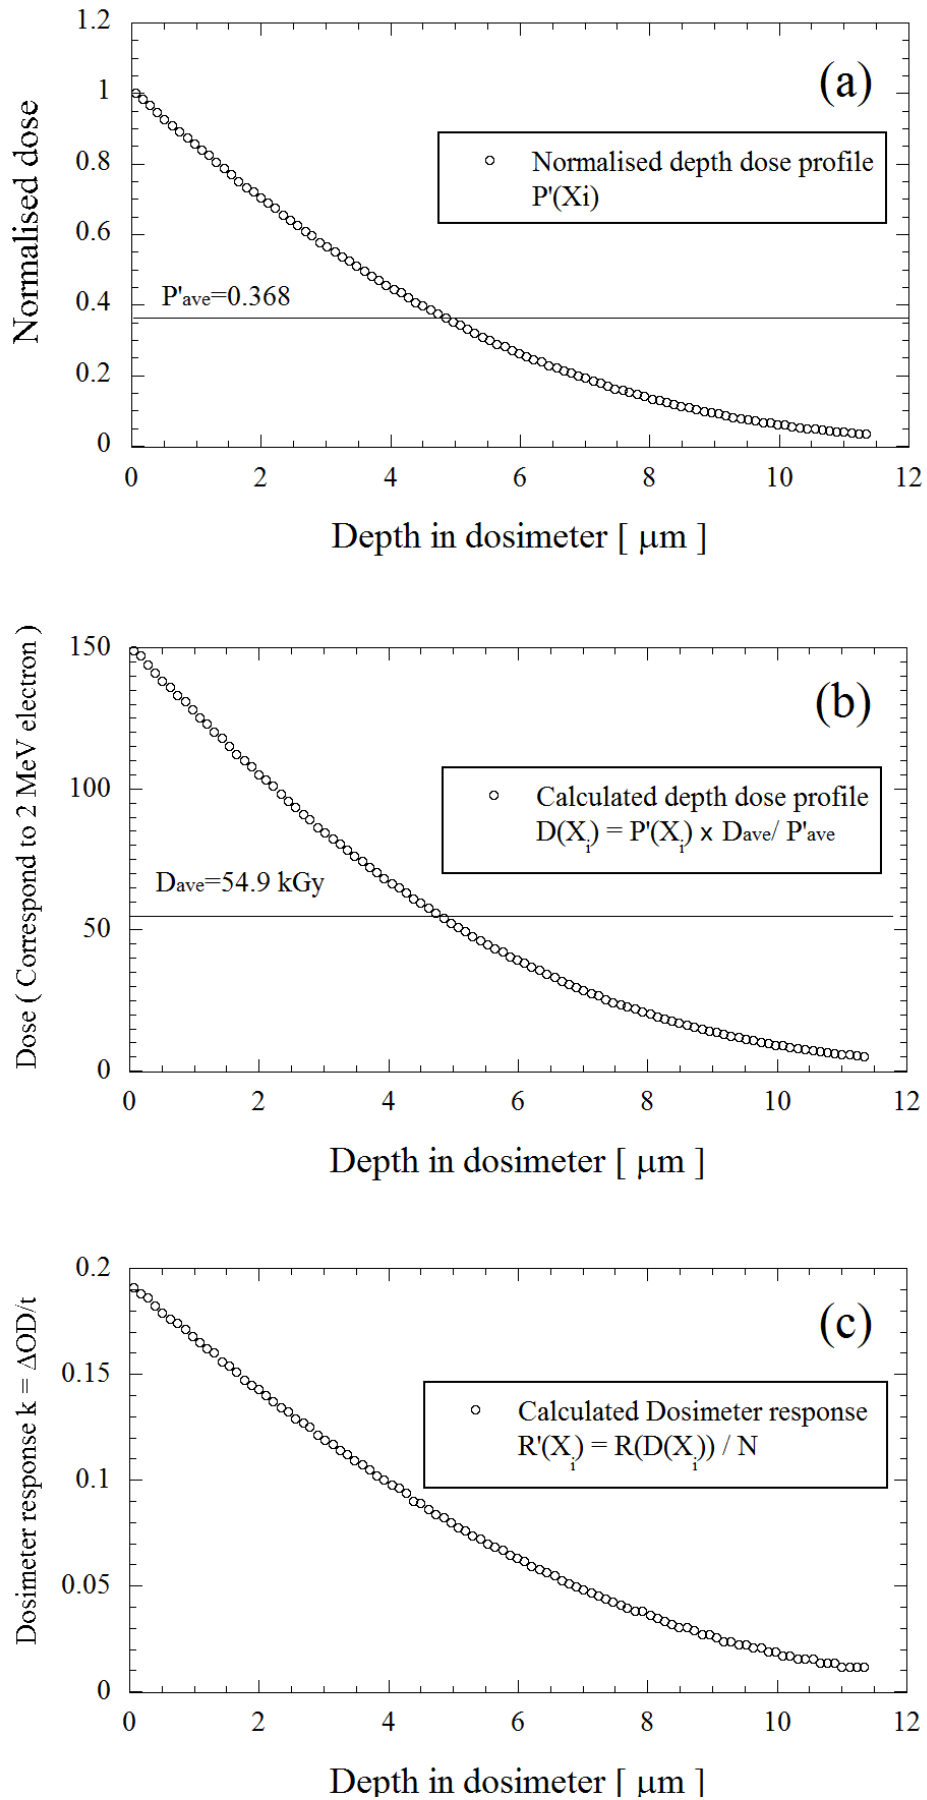 1.2
1
0.8
0.6
0.4
0.2
0
Normalised dose
(a)
Normalised depth dose profile
P'(Xi)
P'ave=0.368
0 2 4 6 8 10 12
Depth in dosimeter [ μm ]
150
100
50
0
Dose ( Correspond to 2 MeV electron )
(b)
Calculated depth dose profile
D(X_i) = P'(X_i) x Dave/ P'ave
Dave=54.9 kGy
0 2 4 6 8 10 12
Depth in dosimeter [ μm ]
0.2
0.15
0.1
0.05
0
Dosimeter response k = ΔOD/t
(c)
Calculated Dosimeter response
R'(X_i) = R(D(X_i)) / N
0 2 4 6 8 10 12
Depth in dosimeter [ μm ]